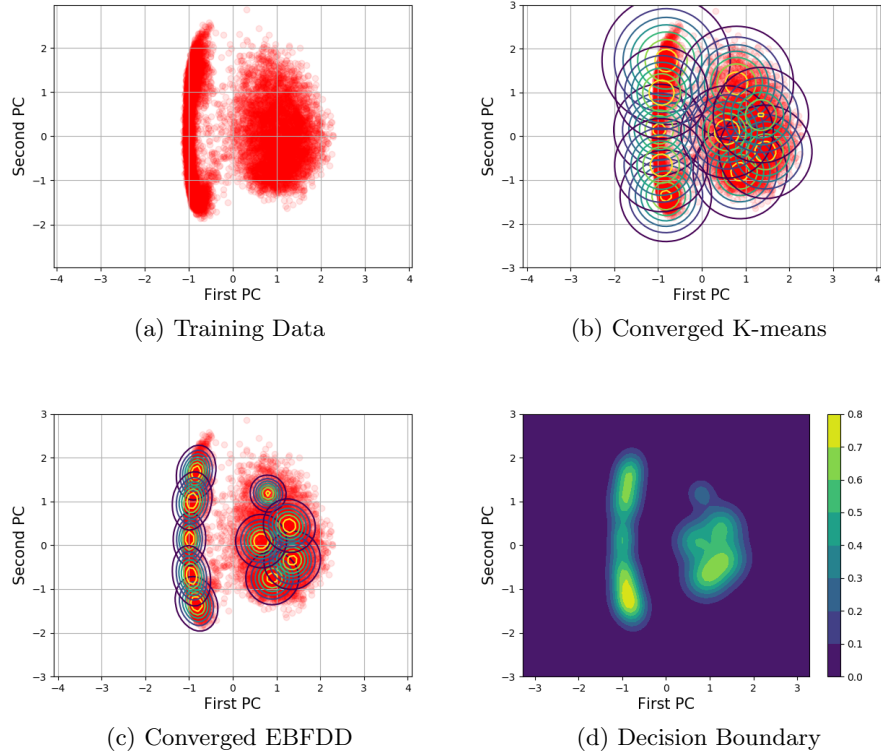 3
2
1
0
−1
−2
−4 −3 −2 −1 0 1 2 3 4
Second PC
First PC
(a) Training Data
3
2
1
0
−1
−2
−3
−4 −3 −2 −1 0 1 2 3 4
Second PC
First PC
(b) Converged K-means
3
2
1
0
−1
−2
−3
−4 −3 −2 −1 0 1 2 3 4
Second PC
First PC
(c) Converged EBFDD
3
2
1
0
−1
−2
−3
−3 −2 −1 0 1 2 3
Second PC
First PC
0.8
0.7
0.6
0.5
0.4
0.3
0.2
0.1
0.0
(d) Decision Boundary